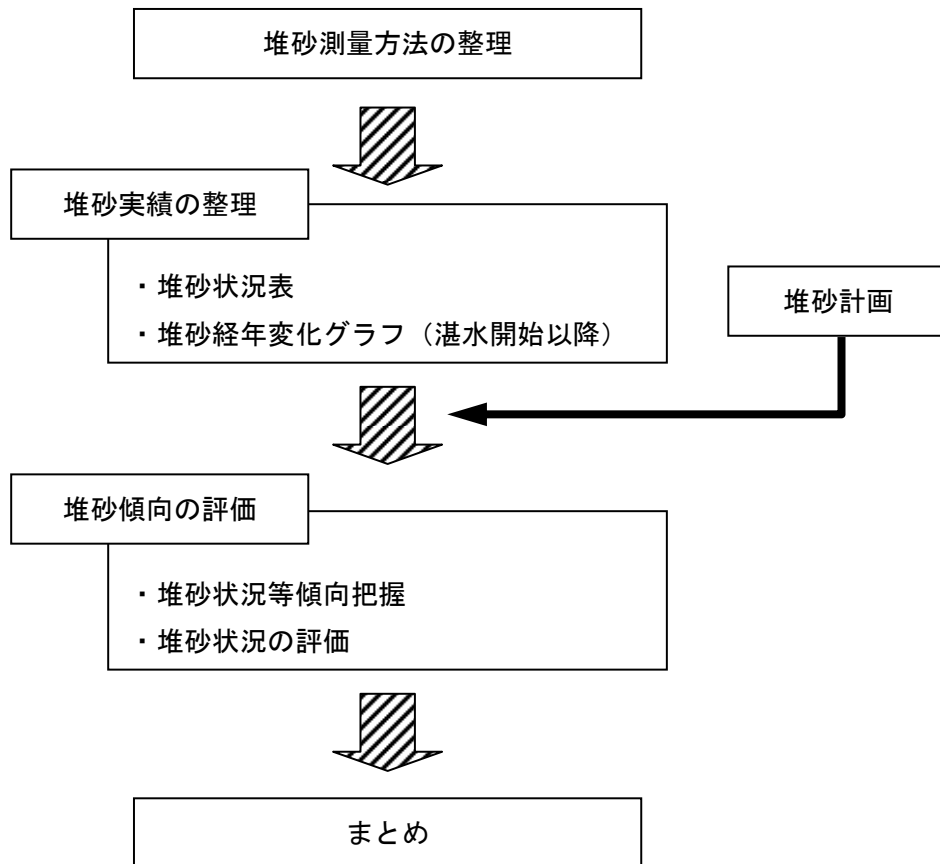 堆砂測量方法の整理
堆砂実績の整理
・堆砂状況表
・堆砂経年変化グラフ（湛水開始以降）
堆砂計画
堆砂傾向の評価
・堆砂状況等傾向把握
・堆砂状況の評価
まとめ